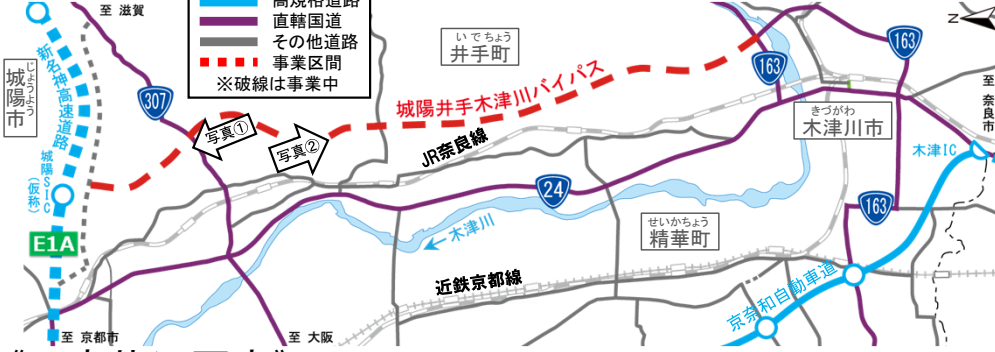 至 滋賀
高規格道路
直轄国道
その他道路
事業区間
※破線は事業中
いでちょう
井手町
N
163
163
至 奈良市
じょうよう
城陽市
新名神高速道路
307
写真①
写真②
城陽井手木津川バイパス
JR奈良線
きづがわ
木津川市
木津IC
城陽SIC
(仮称)
24
163
E1A
木津川
せいかちょう
精華町
近鉄京都線
京奈和自動車道
至 京都市
至 大阪